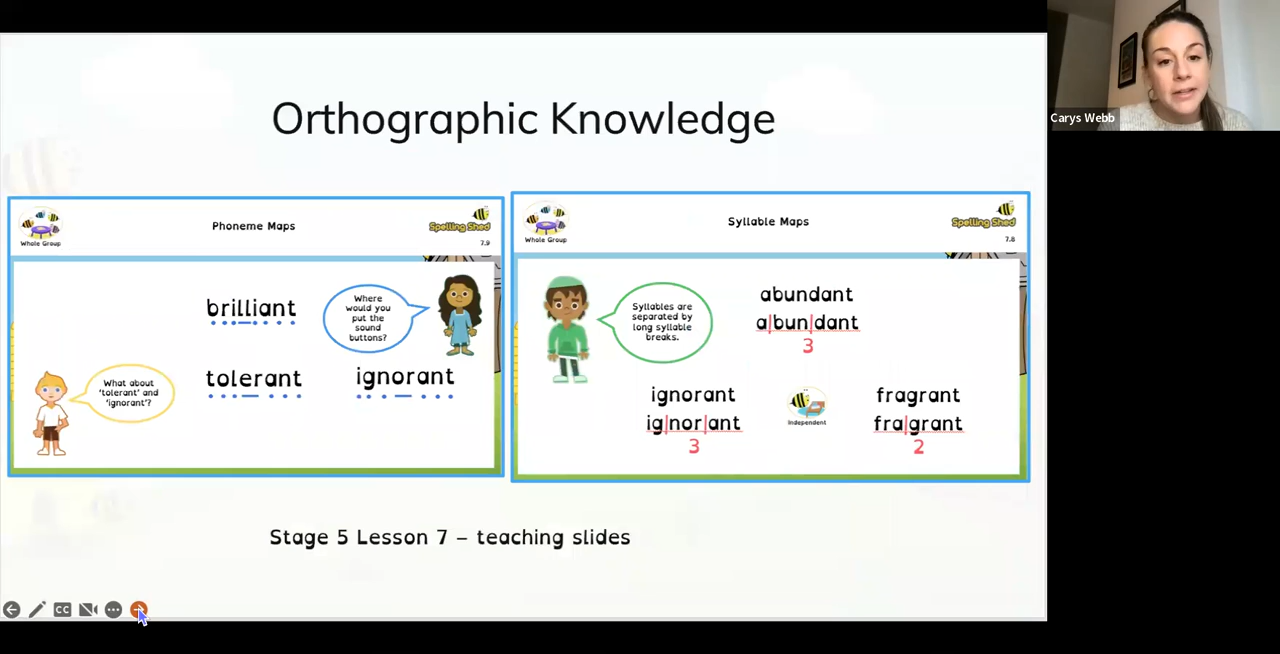 Orthographic Knowledge
Carys Webb
Whole Group
Phoneme Maps
Spelling Shed
7.9
brilliant
Where
would you
put the
sound
buttons?
What about
'tolerant' and
'ignorant'?
tolerant
ignorant
Whole Group
Syllable Maps
Spelling Shed
7.8
Syllables are
separated by
long syllable
breaks.
abundant
a|bun|dant
3
ignorant
ig|nor|ant
3
Independent
fragrant
fra|grant
2
Stage 5 Lesson 7 – teaching slides
CC